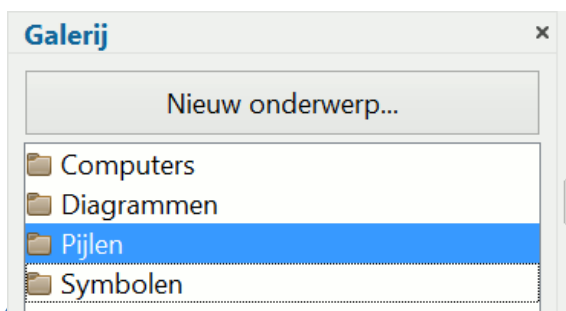 Galerij
Nieuw onderwerp...
Computers
Diagrammen
Pijlen
Symbolen